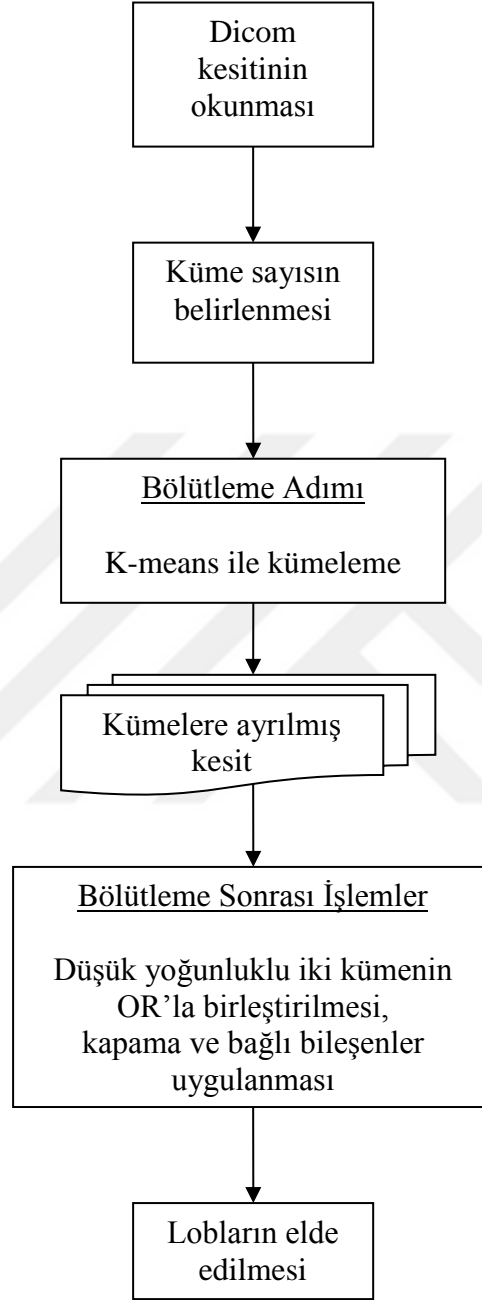 Dicom
kesitinin
okunması
Küme sayısın
belirlenmesi
Bölütleme Adımı
K-means ile kümeleme
Kümelere ayrılmış
kesit
Bölütleme Sonrası İşlemler
Düşük yoğunluklu iki kümenin
OR’la birleştirilmesi,
kapama ve bağlı bileşenler
uygulanması
Lobların elde
edilmesi